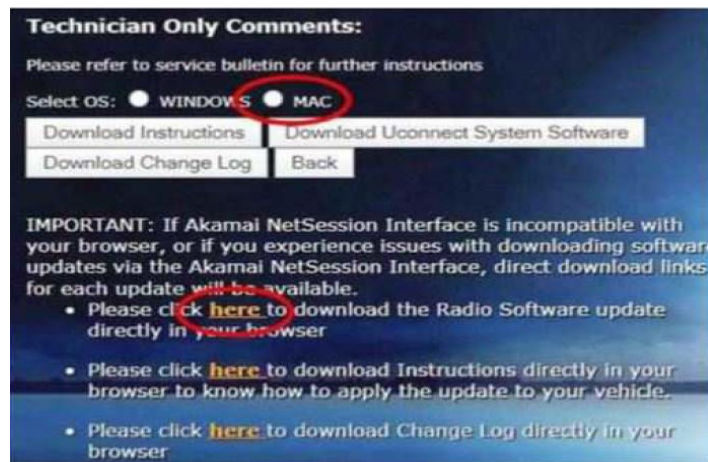 Technician Only Comments:
Please refer to service bulletin for further instructions
Select OS: WINDOWS MAC
Download Instructions Download Uconnect System Software
Download Change Log Back
IMPORTANT: If Akamai NetSession Interface is incompatible with
your browser, or if you experience issues with downloading software
updates via the Akamai NetSession Interface, direct download links
for each update will be available.
• Please click here to download the Radio Software update
directly in your browser
• Please click here to download Instructions directly in your
browser to know how to apply the update to your vehicle.
• Please click here to download Change Log directly in your
browser